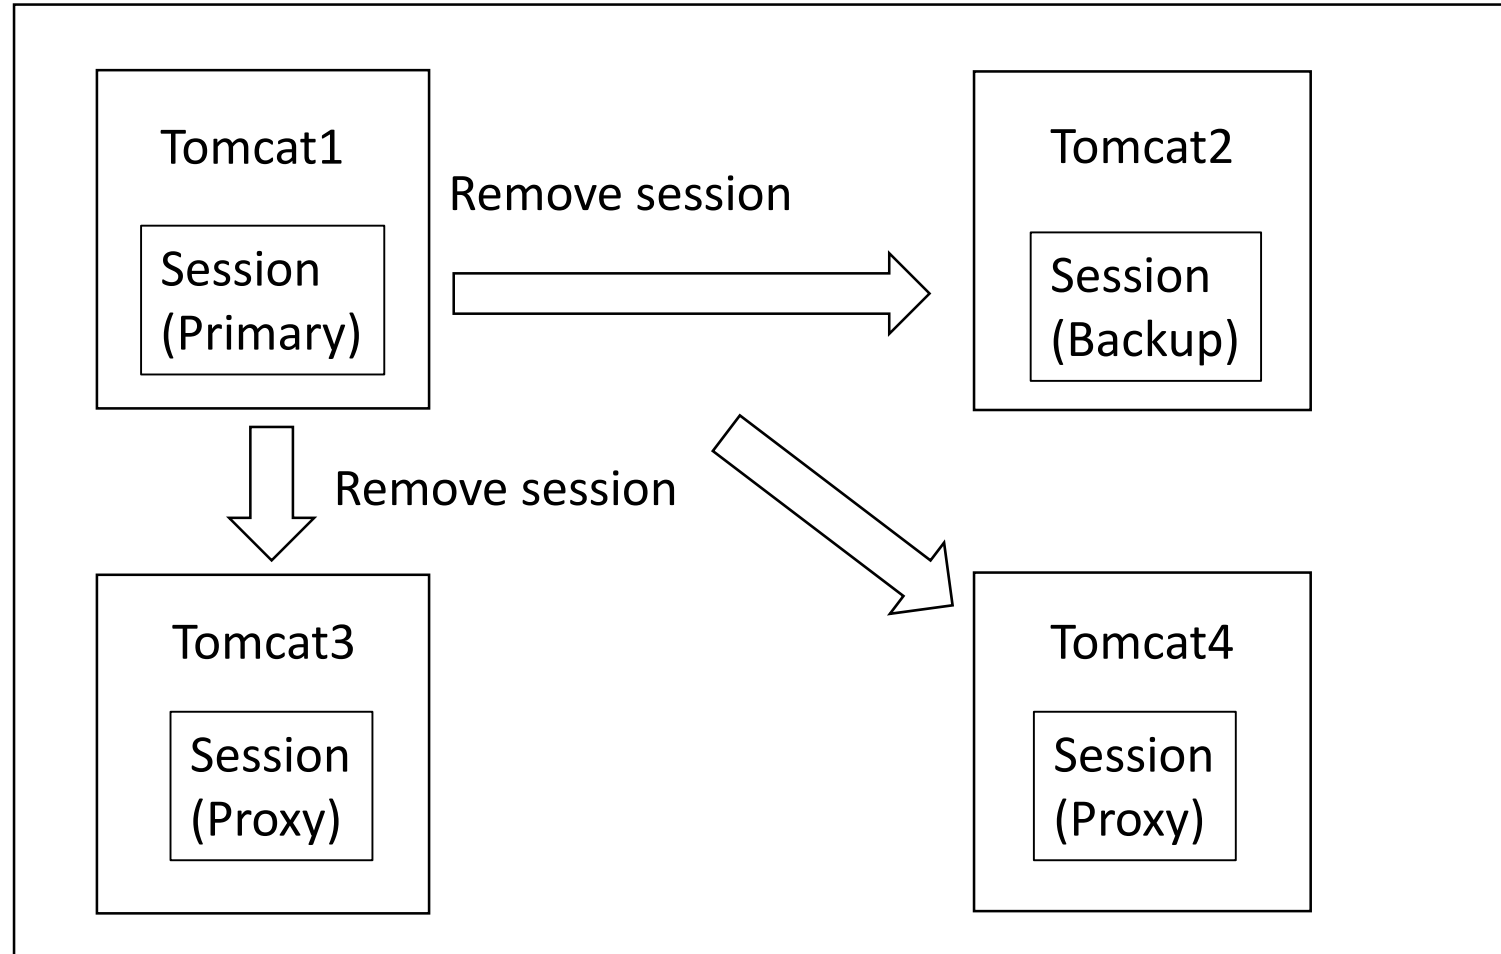 Tomcat1
Session
(Primary)
Remove session
Tomcat2
Session
(Backup)
Remove session
Tomcat3
Session
(Proxy)
Tomcat4
Session
(Proxy)